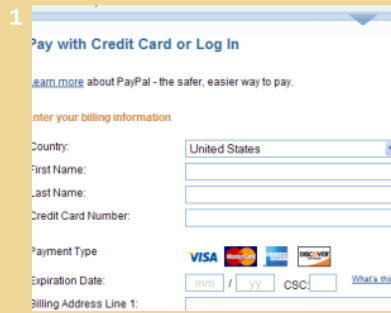 1
Pay with Credit Card or Log In
Learn more about PayPal - the safer, easier way to pay.
Enter your billing information
Country: United States
First Name:
Last Name:
Credit Card Number:
Payment Type VISA MasterCard DISCOVER
Expiration Date: mm / yy CSC: What's this
Billing Address Line 1: